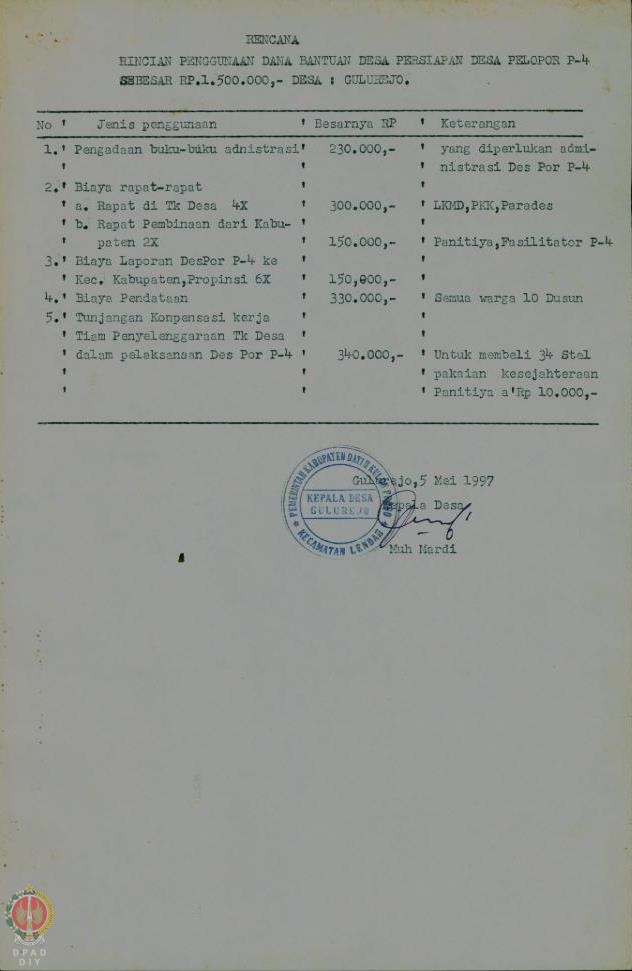 RENCANA
RINCIAN PENGGUNAAN DANA BANTUAN DESA PERSIAPAN DESA PELOPOR P-4
SEBESAR RP.1.500.000,- DESA : GULUREJO.
No ' Jenis penggunaan ' Besarnya RP ' Keterangan
1.' Pengadaan buku-buku adnistrasi' 230.000,- ' yang diperlukan admi-
' ' ' nistrasi Des Por P-4
2.' Biaya rapat-rapat ' '
' a. Rapat di Tk Desa 4X ' 300.000,- ' LKMD,PKK,Parades
' b. Rapat Pembinaan dari Kabu- ' '
' paten 2X ' 150.000,- ' Panitiya,Fasilitator P-4
3.' Biaya Laporan DesPor P-4 ke ' '
' Kec. Kabupaten,Propinsi 6X ' 150,000,- '
4.' Biaya Pendataan ' 330.000,- ' Semua warga 10 Dusun
5.' Tunjangan Konpensasi kerja ' '
' Tiam Penyelenggaraan Tk Desa ' '
' dalam pelaksanaan Des Por P-4 ' 340.000,- ' Untuk membeli 34 Stel
' ' ' pakaian kesejahteraan
' ' ' Panitiya a'Rp 10.000,-
Gulurejo,5 Mei 1997
Kepala Desa
PEMERINTAH KABUPATEN DATI II KULON PROGO
KEPALA DESA
GULUREJO
KECAMATAN LENDAH
Muh Mardi
DPAD
DIY